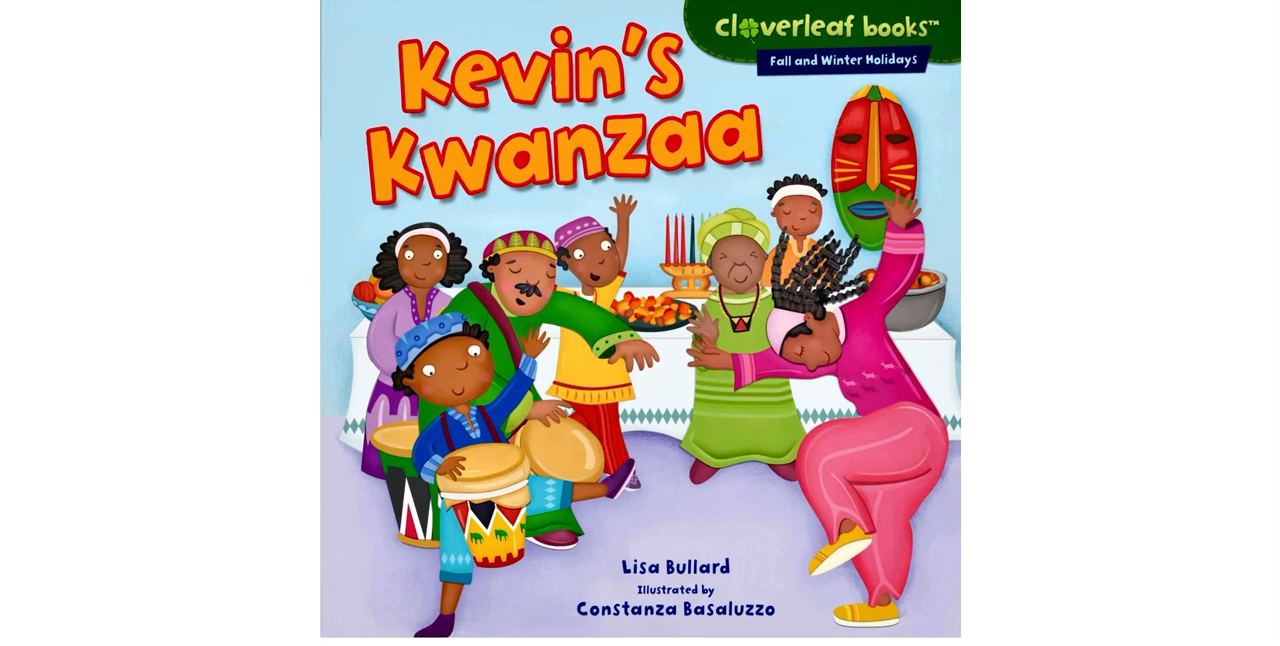 cloverleaf books™
Fall and Winter Holidays
Kevin's
Kwanzaa
Lisa Bullard
Illustrated by
Constanza Basaluzzo